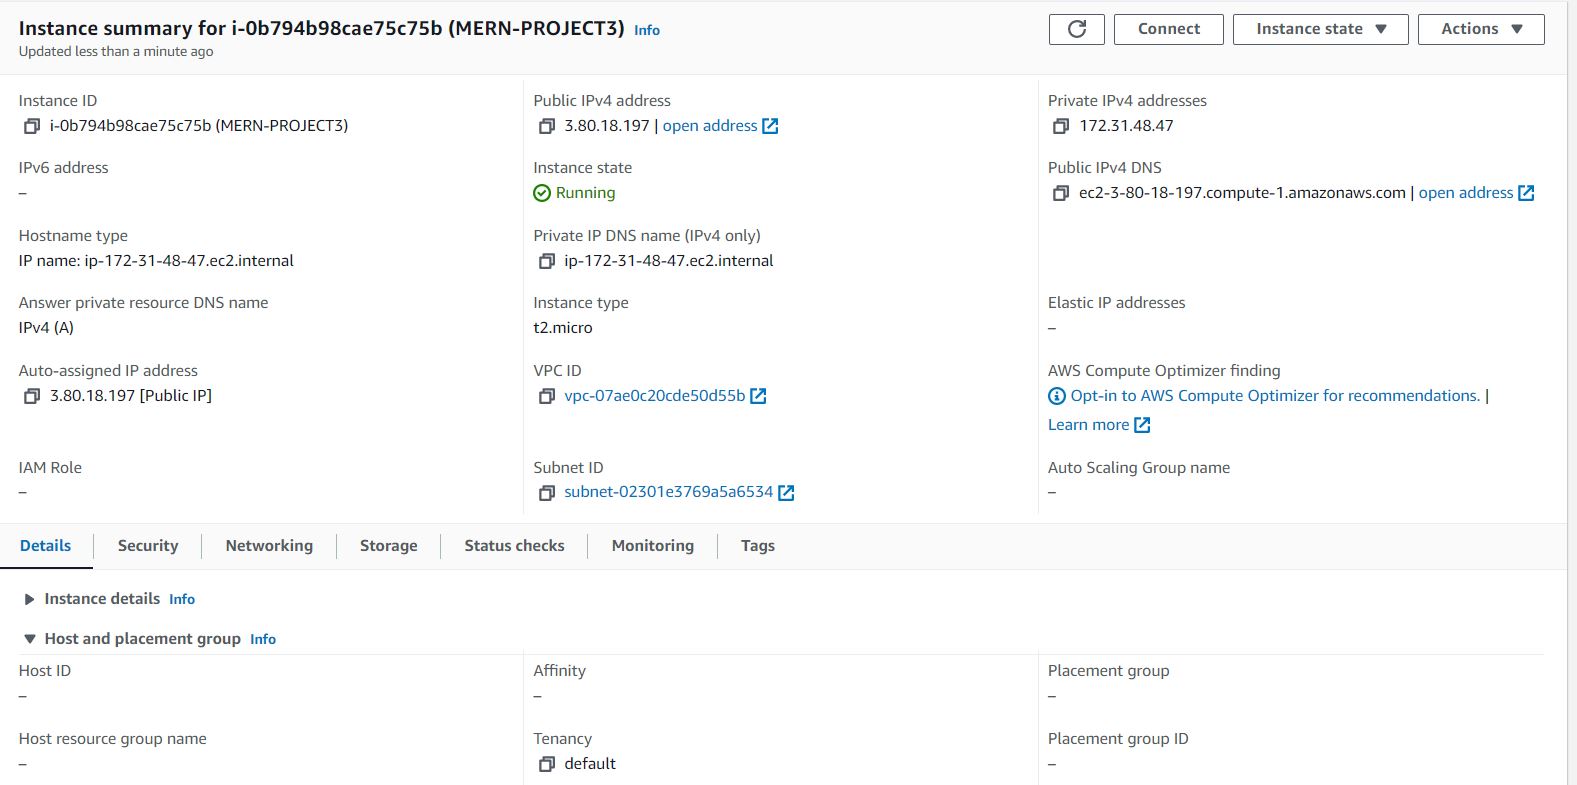 Instance summary for i-0b794b98cae75c75b (MERN-PROJECT3) Info
Updated less than a minute ago
Connect
Instance state
Actions
Instance ID
i-0b794b98cae75c75b (MERN-PROJECT3)
Public IPv4 address
3.80.18.197 | open address
Private IPv4 addresses
172.31.48.47
IPv6 address
–
Instance state
Running
Public IPv4 DNS
ec2-3-80-18-197.compute-1.amazonaws.com | open address
Hostname type
IP name: ip-172-31-48-47.ec2.internal
Private IP DNS name (IPv4 only)
ip-172-31-48-47.ec2.internal
Answer private resource DNS name
IPv4 (A)
Instance type
t2.micro
Elastic IP addresses
–
Auto-assigned IP address
3.80.18.197 [Public IP]
VPC ID
vpc-07ae0c20cde50d55b
AWS Compute Optimizer finding
Opt-in to AWS Compute Optimizer for recommendations. |
Learn more
IAM Role
–
Subnet ID
subnet-02301e3769a5a6534
Auto Scaling Group name
–
Details
Security
Networking
Storage
Status checks
Monitoring
Tags
Instance details Info
Host and placement group Info
Host ID
–
Affinity
–
Placement group
–
Host resource group name
–
Tenancy
default
Placement group ID
–